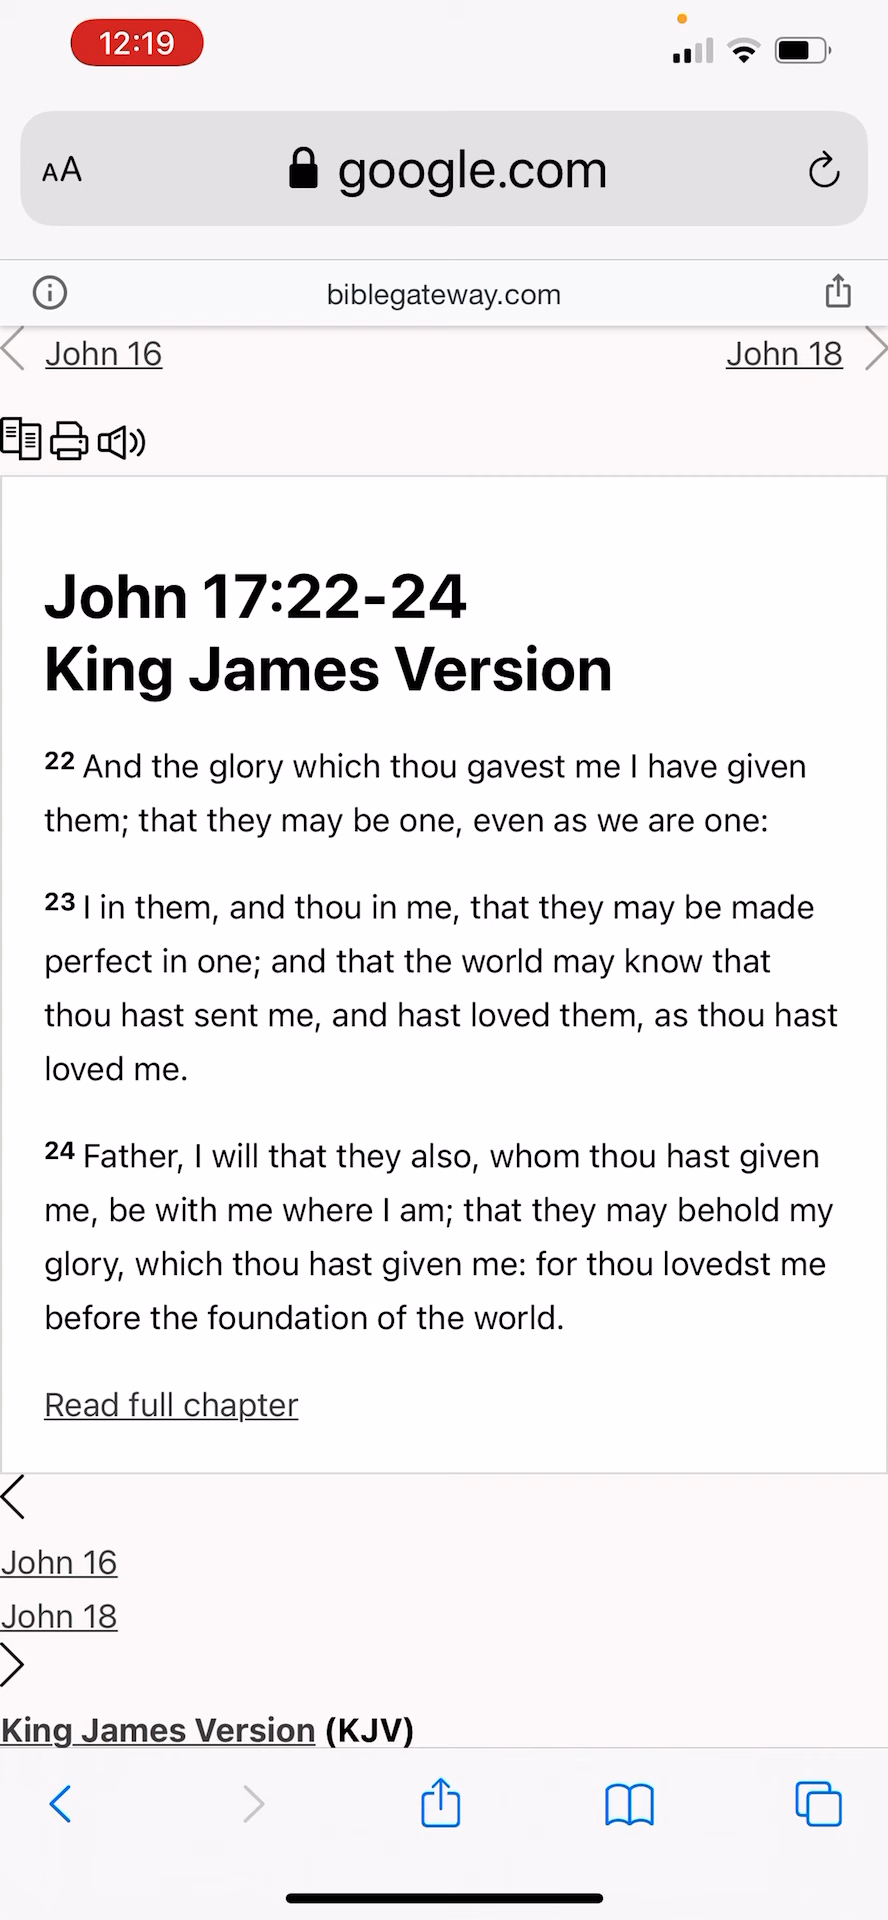 12:19
AA google.com
biblegateway.com
John 16 John 18
John 17:22-24
King James Version
22 And the glory which thou gavest me I have given
them; that they may be one, even as we are one:
23 I in them, and thou in me, that they may be made
perfect in one; and that the world may know that
thou hast sent me, and hast loved them, as thou hast
loved me.
24 Father, I will that they also, whom thou hast given
me, be with me where I am; that they may behold my
glory, which thou hast given me: for thou lovedst me
before the foundation of the world.
Read full chapter
John 16
John 18
King James Version (KJV)